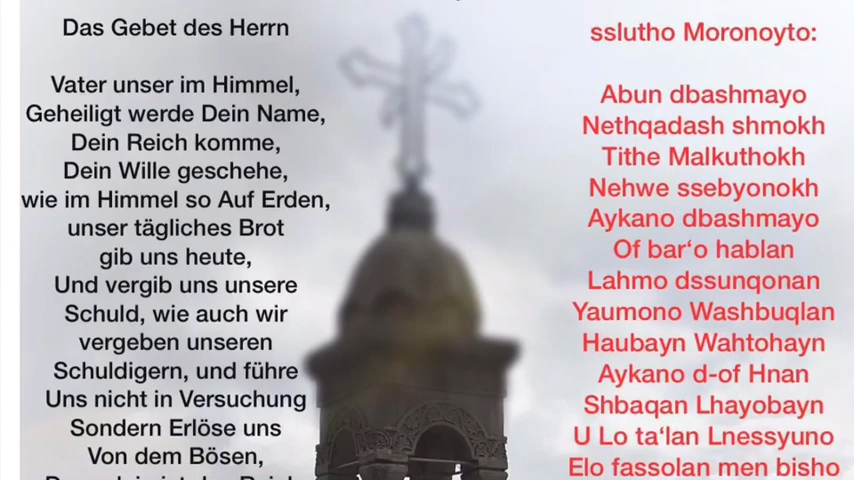 Das Gebet des Herrn
Vater unser im Himmel,
Geheiligt werde Dein Name,
Dein Reich komme,
Dein Wille geschehe,
wie im Himmel so Auf Erden,
unser tägliches Brot
gib uns heute,
Und vergib uns unsere
Schuld, wie auch wir
vergeben unseren
Schuldigern, und führe
Uns nicht in Versuchung
Sondern Erlöse uns
Von dem Bösen,
sslutho Moronoyto:
Abun dbashmayo
Nethqadash shmokh
Tithe Malkuthokh
Nehwe ssebyonokh
Aykano dbashmayo
Of bar‘o hablan
Lahmo dssunqonan
Yaumono Washbuqlan
Haubayn Wahtohayn
Aykano d-of Hnan
Shbaqan Lhayobayn
U Lo ta‘lan Lnessyuno
Elo fassolan men bisho